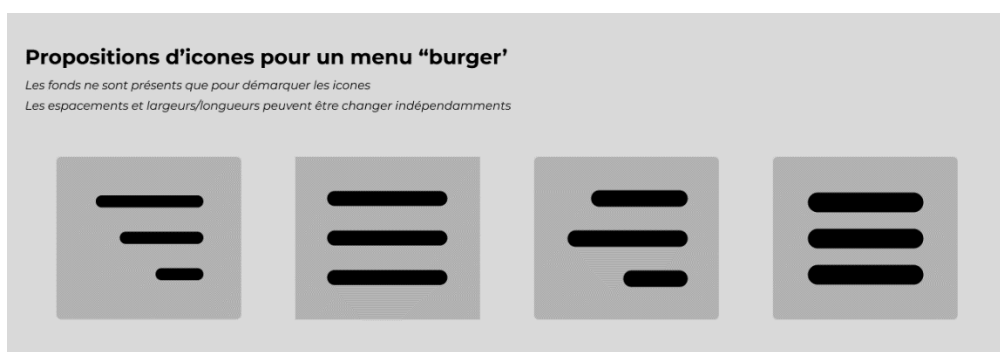 Propositions d’icones pour un menu “burger’
Les fonds ne sont présents que pour démarquer les icones
Les espacements et largeurs/longueurs peuvent être changer indépendamments